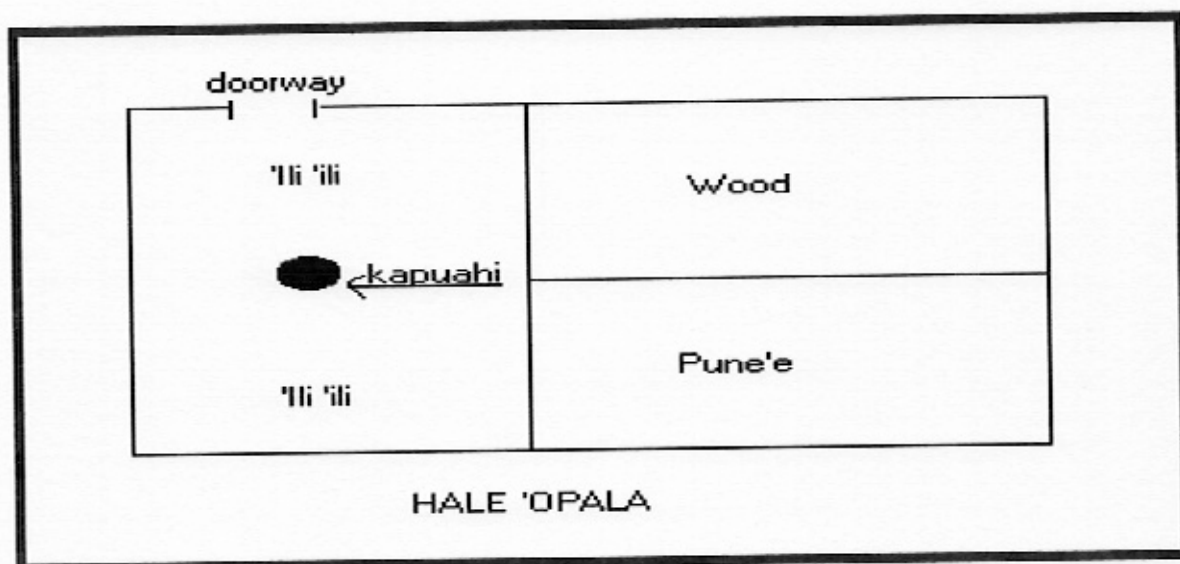 doorway
'Ili 'ili
Wood
kapuahi
Pune'e
'Ili 'ili
HALE 'OPALA